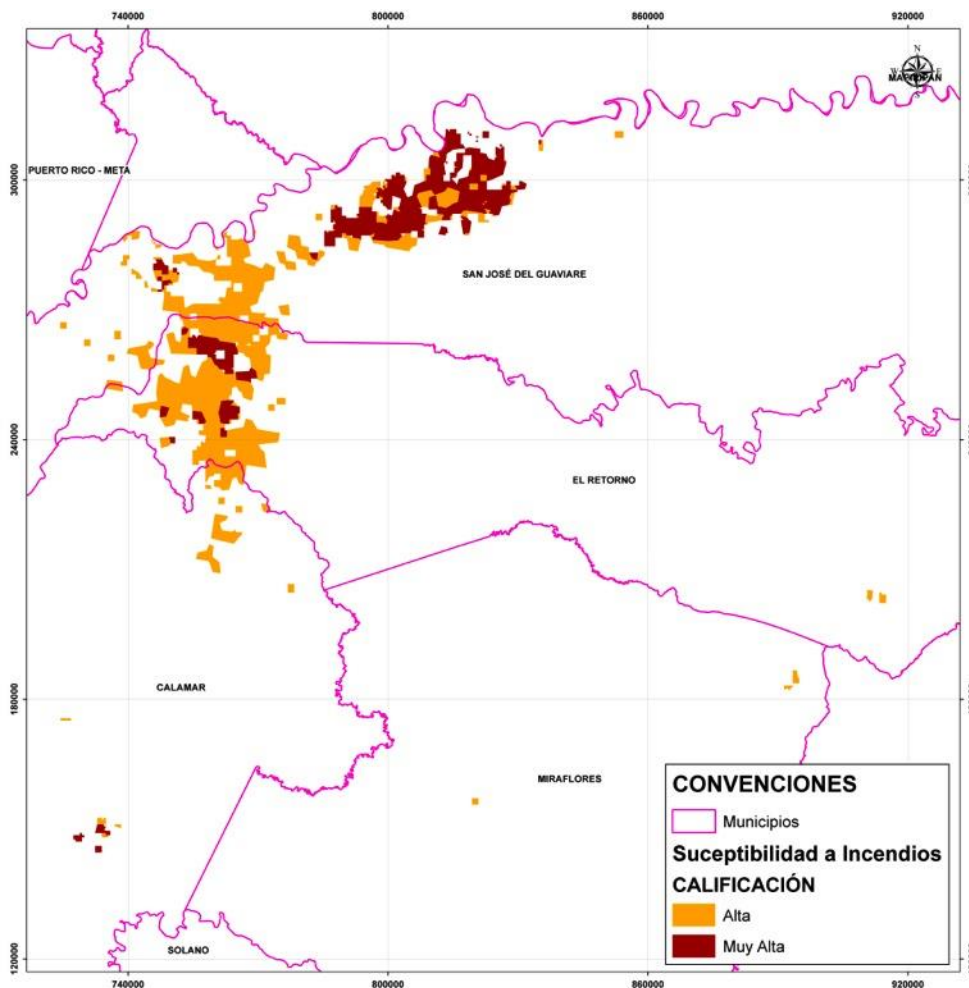 740000
800000
860000
920000
N
W
E
S
PUERTO RICO - META
300000
SAN JOSÉ DEL GUAVIARE
240000
EL RETORNO
180000
CALAMAR
MIRAFLORES
SOLANO
120000
CONVENCIONES
Municipios
Suceptibilidad a Incendios
CALIFICACIÓN
Alta
Muy Alta
740000
800000
860000
920000